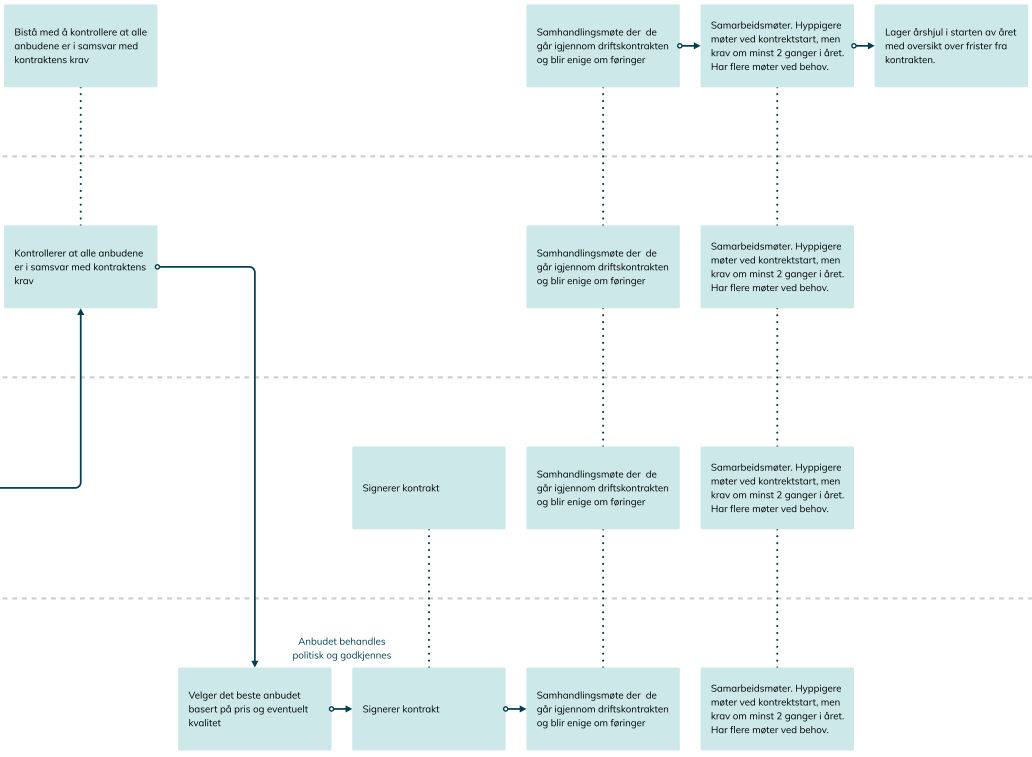 Bistå med å kontrollere at alle
anbudene er i samsvar med
kontraktens krav
Samhandlingsmøte der de
går igjennom driftskontrakten
og blir enige om føringer
Samarbeidsmøter. Hyppigere
møter ved kontrektstart, men
krav om minst 2 ganger i året.
Har flere møter ved behov.
Lager årshjul i starten av året
med oversikt over frister fra
kontrakten.
Kontrollerer at alle anbudene
er i samsvar med kontraktens
krav
Samhandlingsmøte der de
går igjennom driftskontrakten
og blir enige om føringer
Samarbeidsmøter. Hyppigere
møter ved kontrektstart, men
krav om minst 2 ganger i året.
Har flere møter ved behov.
Signerer kontrakt
Samhandlingsmøte der de
går igjennom driftskontrakten
og blir enige om føringer
Samarbeidsmøter. Hyppigere
møter ved kontrektstart, men
krav om minst 2 ganger i året.
Har flere møter ved behov.
Anbudet behandles
politisk og godkjennes
Velger det beste anbudet
basert på pris og eventuelt
kvalitet
Signerer kontrakt
Samhandlingsmøte der de
går igjennom driftskontrakten
og blir enige om føringer
Samarbeidsmøter. Hyppigere
møter ved kontrektstart, men
krav om minst 2 ganger i året.
Har flere møter ved behov.